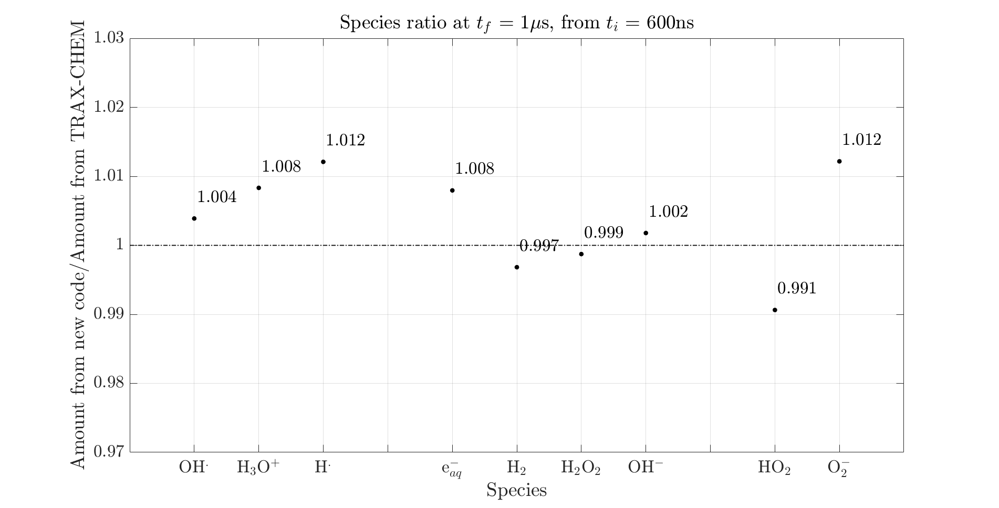 Species ratio at t_f = 1μs, from t_i = 600ns
Amount from new code/Amount from TRAX-CHEM
1.03
1.02
1.01
1
0.99
0.98
0.97
1.004
1.008
1.012
1.008
0.997
0.999
1.002
0.991
1.012
OH·
H₃O⁺
H·
e⁻_aq
H₂
H₂O₂
OH⁻
HO₂
O₂⁻
Species